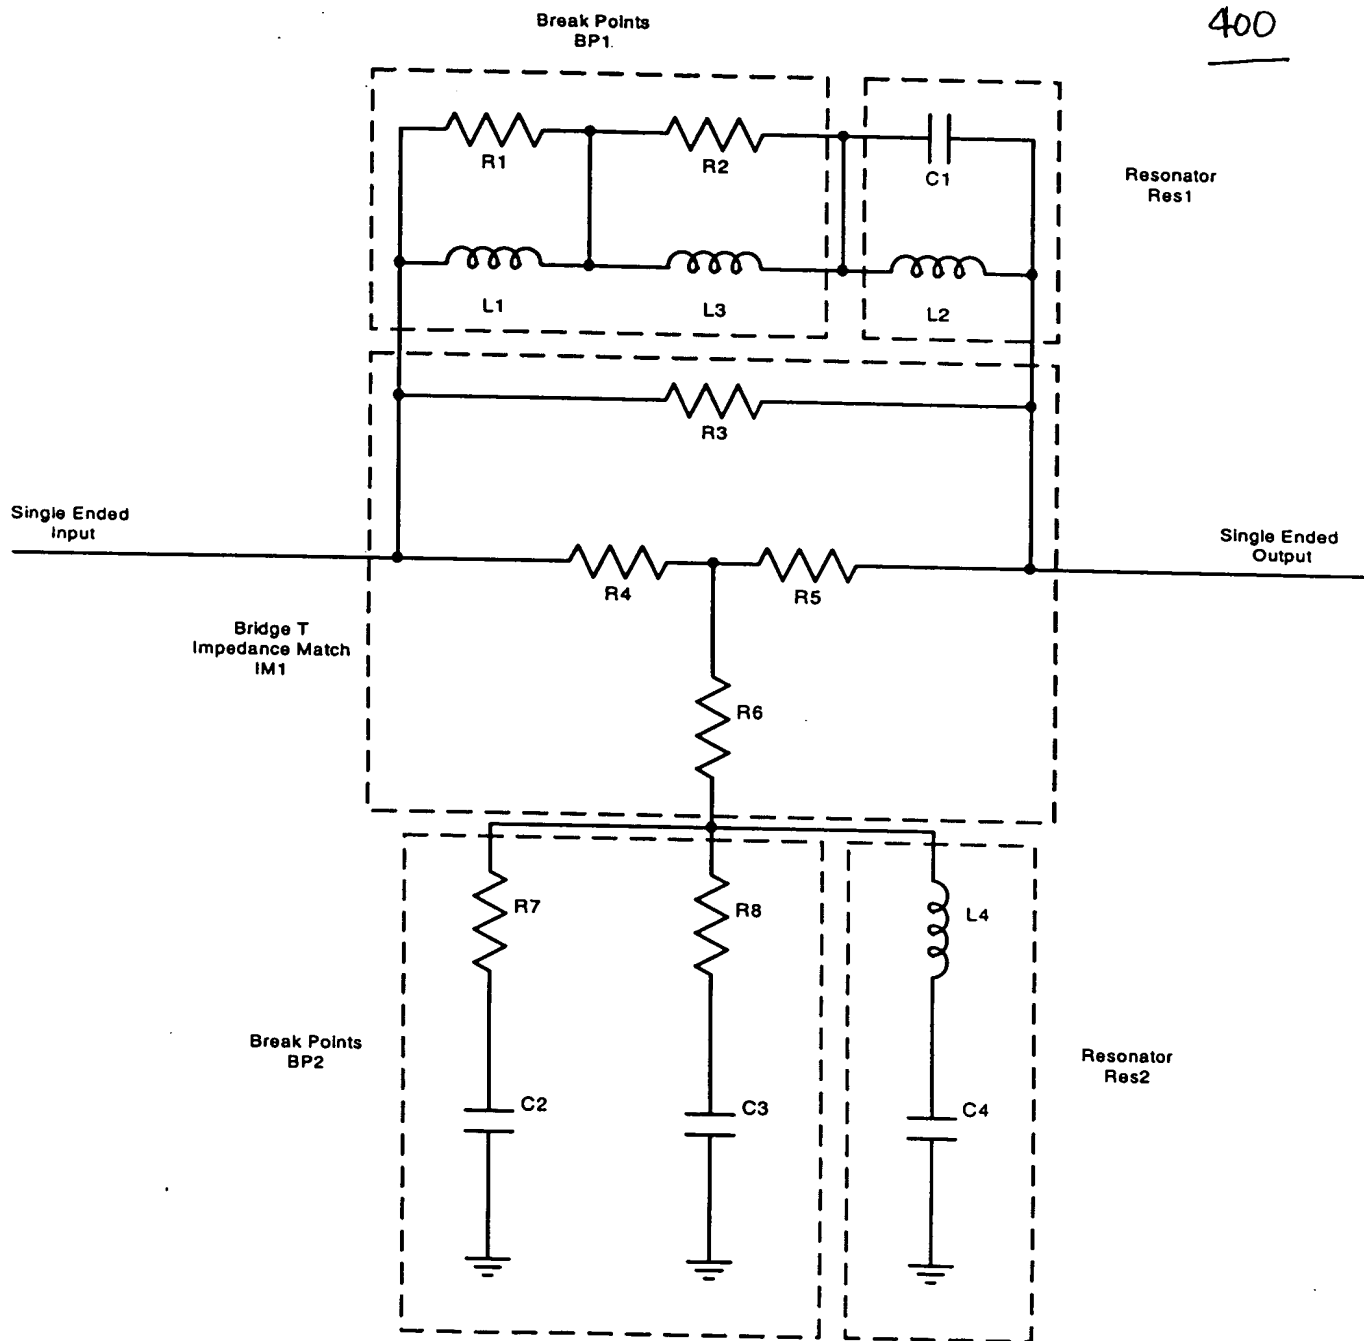 400
Break Points
BP1
R1
R2
C1
Resonator
Res1
L1
L3
L2
R3
Single Ended
Input
Single Ended
Output
R4
R5
Bridge T
Impedance Match
IM1
R6
R7
R8
L4
Break Points
BP2
Resonator
Res2
C2
C3
C4